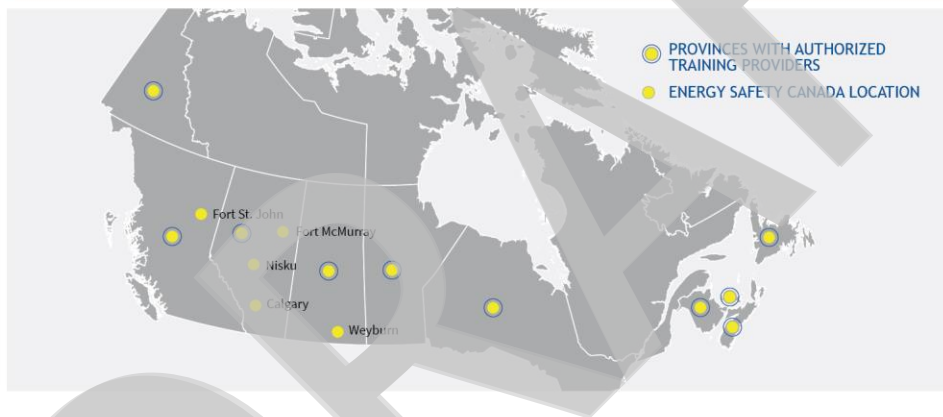 PROVINCES WITH AUTHORIZED
TRAINING PROVIDERS
ENERGY SAFETY CANADA LOCATION
Fort St. John
Fort McMurray
Nisku
Calgary
Weyburn